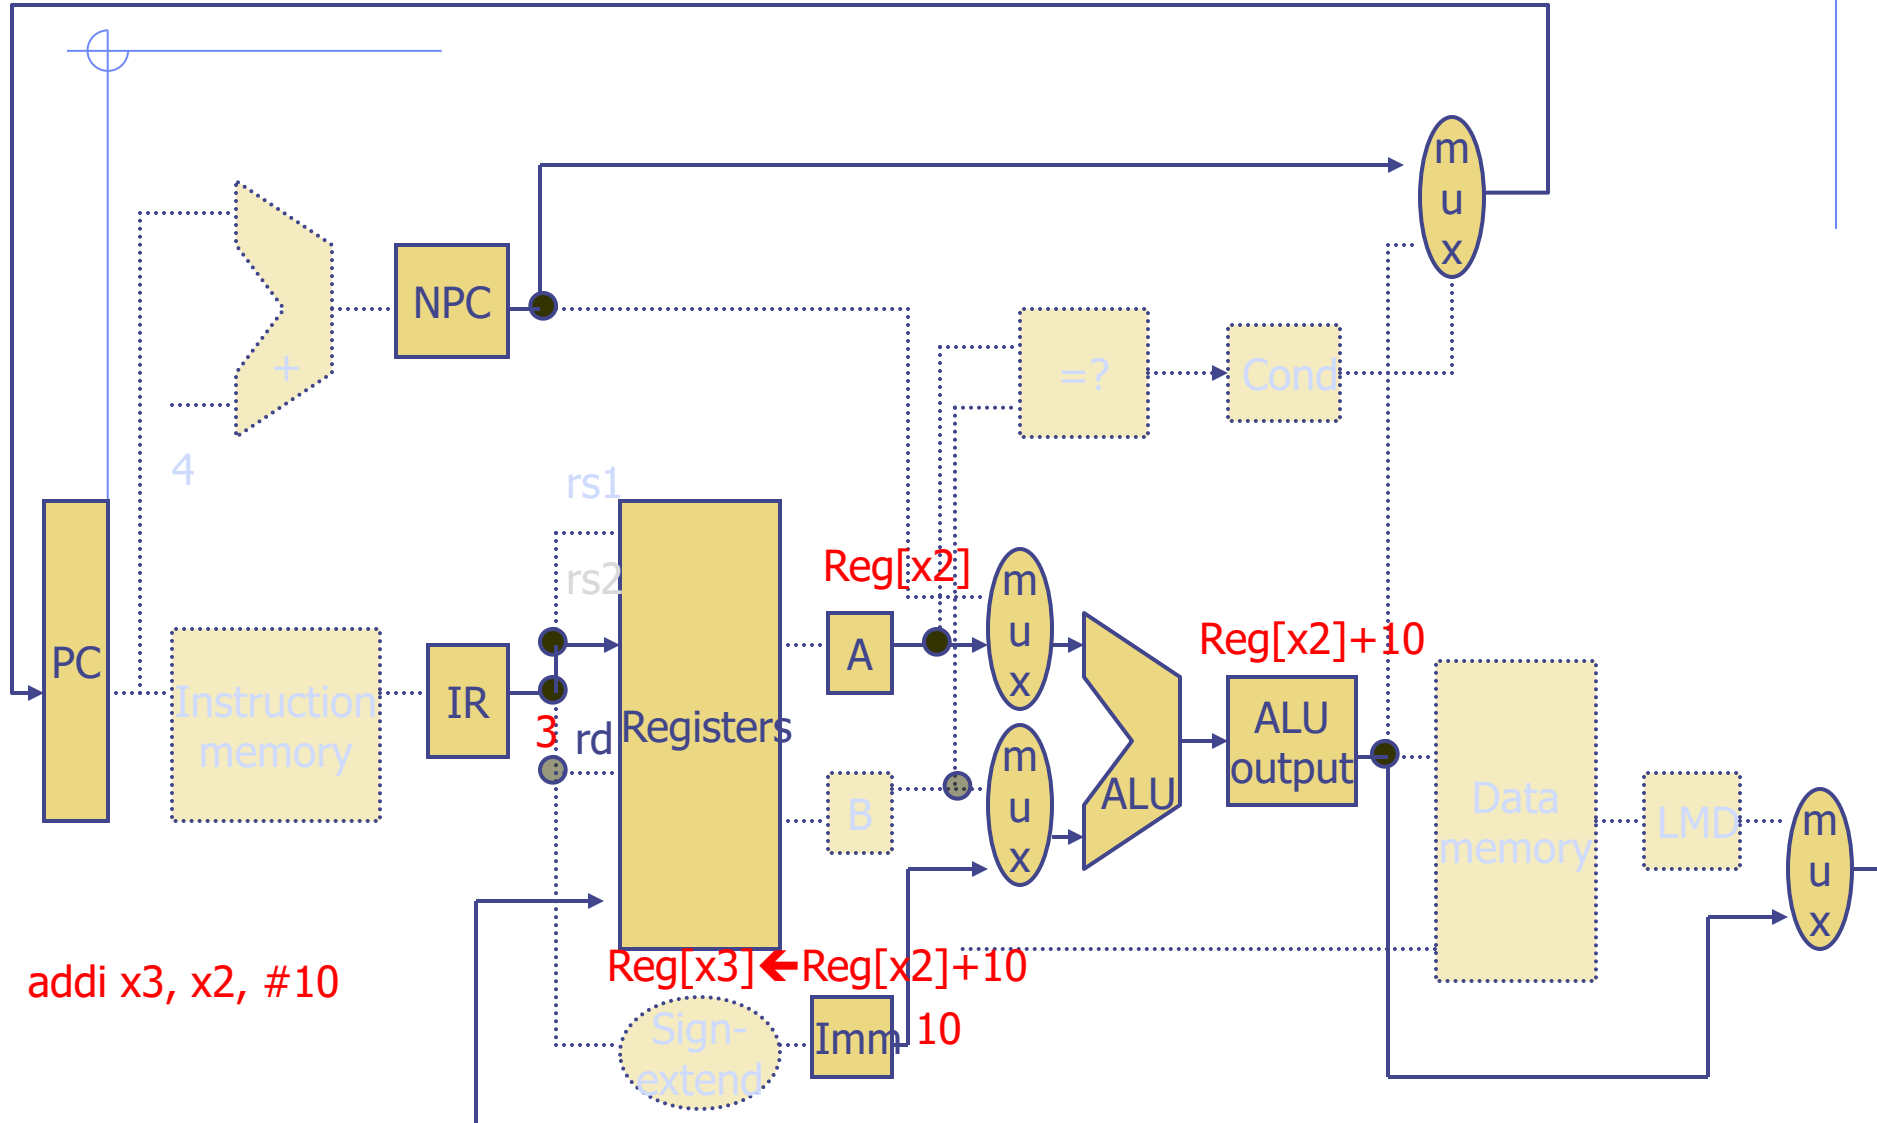 m
u
x
NPC
+
=?
Cond
4
rs1
Reg[x2]
rs2
m
u
x
Reg[x2]+10
PC
A
Instruction
memory
IR
3
rd
Registers
ALU
output
m
u
x
ALU
B
Data
memory
LMD
m
u
x
Reg[x3]🡸Reg[x2]+10
addi x3, x2, #10
Sign-
extend
Imm
10